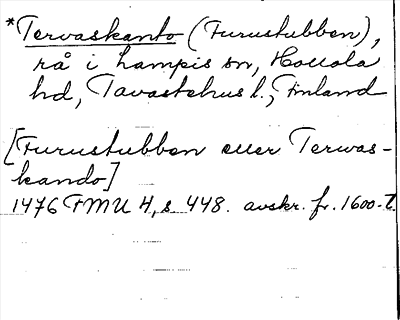 *Tervaskanto (Furustubben),
rå i Lampis sn, Hollola
hd, Tavastehus l., Finland
[Furustubben eller Terwas-
kando]
1476 FMU 4, s 448. avskr. fr. 1600-t.